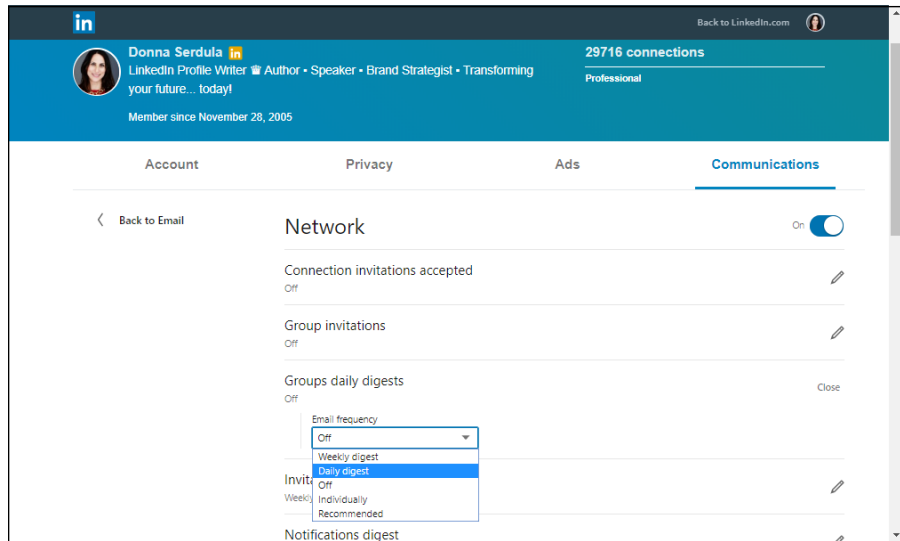 in
Back to LinkedIn.com
Donna Serdula in
29716 connections
LinkedIn Profile Writer ♕ Author • Speaker • Brand Strategist • Transforming
your future... today!
Professional
Member since November 28, 2005
Account
Privacy
Ads
Communications
Back to Email
Network
On
Connection invitations accepted
Off
Group invitations
Off
Groups daily digests
Close
Off
Email frequency
Off
Weekly digest
Daily digest
Off
Individually
Recommended
Notifications digest